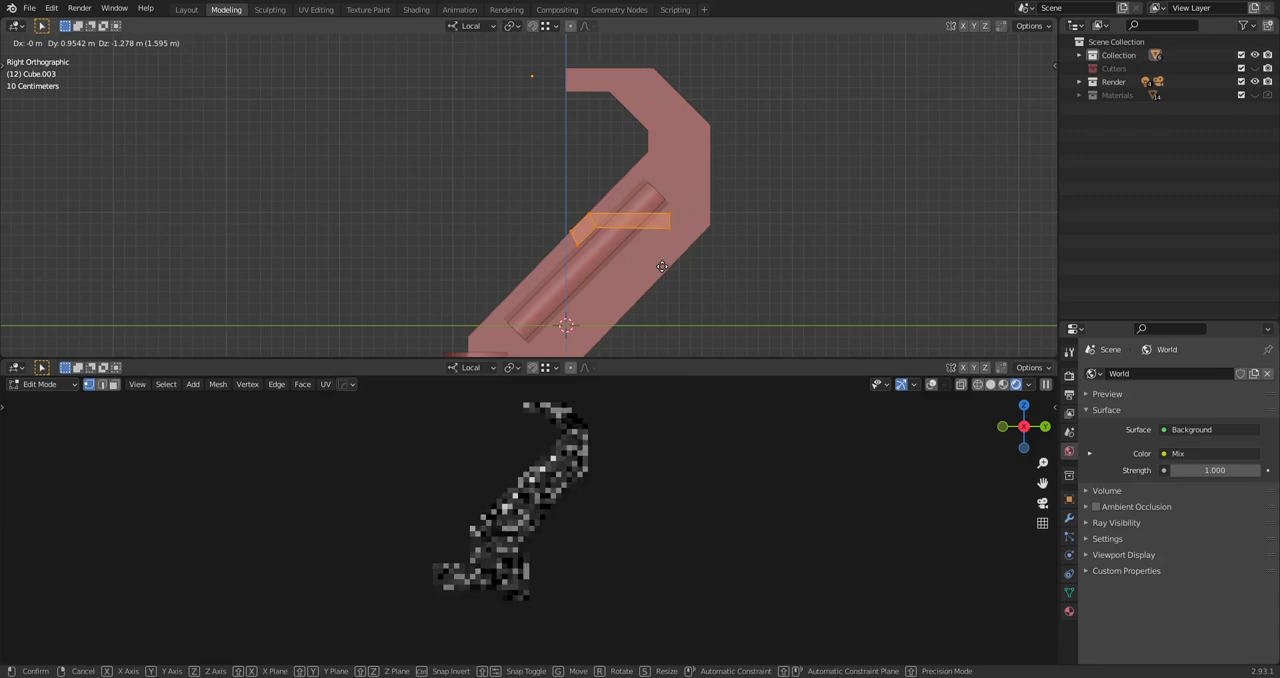 File Edit Render Window Help Layout Modeling Sculpting UV Editing Texture Paint Shading Animation Rendering Compositing Geometry Nodes Scripting + Scene View Layer
Local X Y Z Options
Dx: -0 m Dy: 0.9542 m Dz: -1.278 m (1.595 m)
Right Orthographic
(12) Cube.003
10 Centimeters
Scene Collection
Collection 6
Cutters
Render 4
Materials 14
Scene World
World
Preview
Surface
Surface Background
Color Mix
Strength 1.000
Volume
Ambient Occlusion
Ray Visibility
Settings
Viewport Display
Custom Properties
Local X Y Z Options
Edit Mode View Select Add Mesh Vertex Edge Face UV
Z
X Y
Confirm Cancel X X Axis Y Y Axis Z Z Axis X X Plane Y Y Plane Z Z Plane Ctrl Snap Invert Snap Toggle G Move R Rotate S Resize Automatic Constraint Automatic Constraint Plane Precision Mode 2.93.1